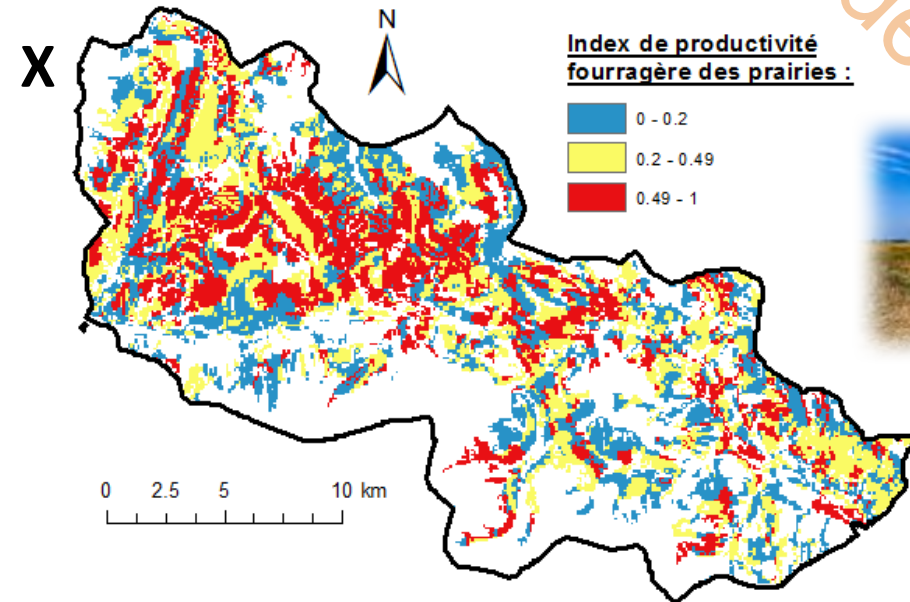 X
N
Index de productivité
fourragère des prairies :
0 - 0.2
0.2 - 0.49
0.49 - 1
0 2.5 5 10 km
de